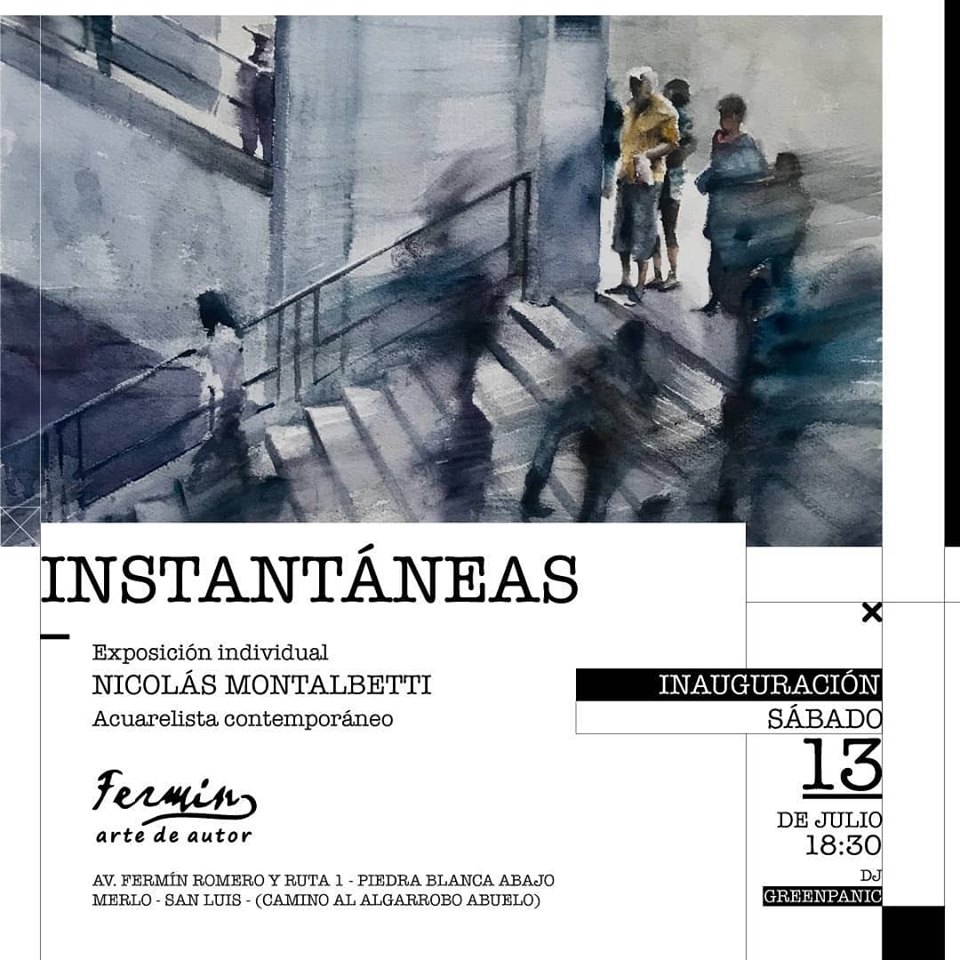 INSTANTÁNEAS
Exposición individual
NICOLÁS MONTALBETTI
Acuarelista contemporáneo
Fermín
arte de autor
AV. FERMÍN ROMERO Y RUTA 1 - PIEDRA BLANCA ABAJO
MERLO - SAN LUIS - (CAMINO AL ALGARROBO ABUELO)
INAUGURACIÓN
SÁBADO
13
DE JULIO
18:30
DJ
GREENPANIC